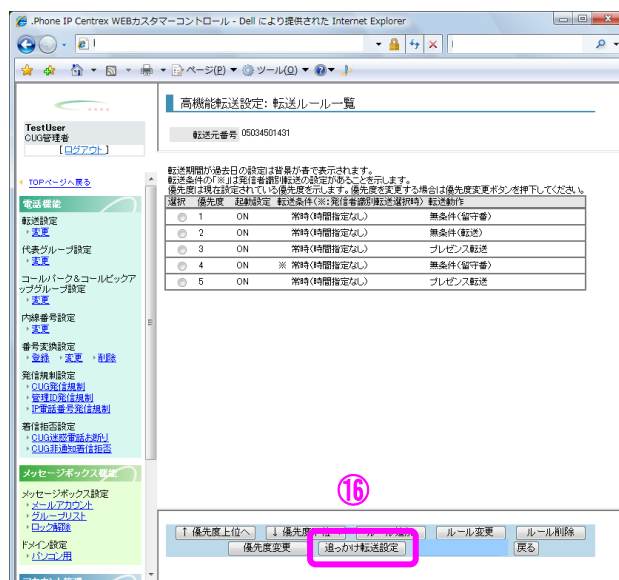 .Phone IP Centrex WEBカスタマーコントロール - Dell により提供された Internet Explorer
ページ(P) ツール(O)
TestUser
CUG管理者
[ログアウト]
TOPページへ戻る
電話機能
転送設定
変更
代表グループ設定
変更
コールパーク&コールピックア
ップグループ設定
変更
内線番号設定
変更
番号変換設定
登録 変更 削除
発信規制設定
CUG発信規制
管理ID発信規制
IP電話番号発信規制
着信拒否設定
CUG迷惑電話お断り
CUG非通知着信拒否
メッセージボックス機能
メッセージボックス設定
メールアカウント
グループリスト
ロック解除
ドメイン設定
パソコン用
アカウント管理
高機能転送設定: 転送ルール一覧
転送元番号 05034501431
転送期間が過去日の設定は背景が青で表示されます。
転送条件の「※」は発信者識別転送の設定があることを示します。
優先度は現在設定されている優先度を示します。優先度を変更する場合は優先度変更ボタンを押下してください。
選択 優先度 起動設定 転送条件(※:発信者識別転送選択時) 転送動作
1 ON 常時(時間指定なし) 無条件(留守番)
2 ON 常時(時間指定なし) 無条件(転送)
3 ON 常時(時間指定なし) プレゼンス転送
4 ON ※ 常時(時間指定なし) 無条件(留守番)
5 ON 常時(時間指定なし) プレゼンス転送
⑯
↑優先度上位へ ↓優先度下位へ ルール追加 ルール変更 ルール削除
優先度変更 追っかけ転送設定 戻る